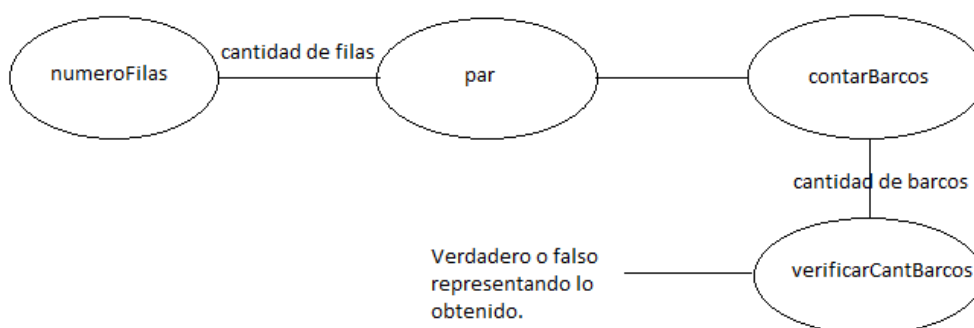 numeroFilas
cantidad de filas
par
contarBarcos
cantidad de barcos
verificarCantBarcos
Verdadero o falso
representando lo
obtenido.